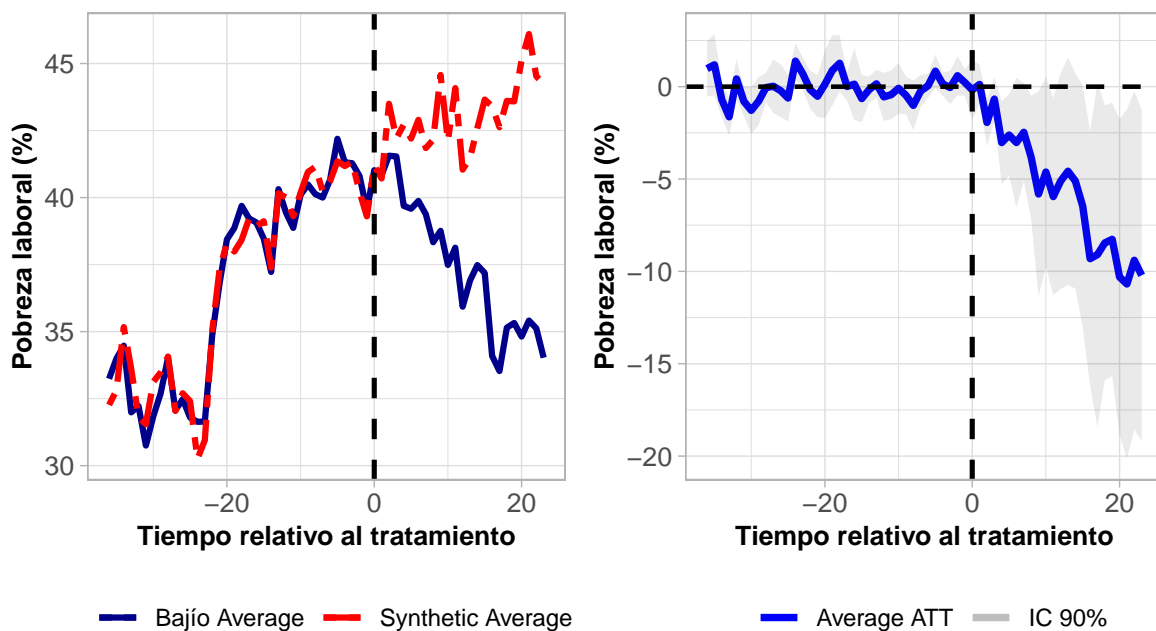 45
40
35
30
−20
0
20
Pobreza laboral (%)
Tiempo relativo al tratamiento
Bajío Average
Synthetic Average
0
−5
−10
−15
−20
−20
0
20
Pobreza laboral (%)
Tiempo relativo al tratamiento
Average ATT
IC 90%